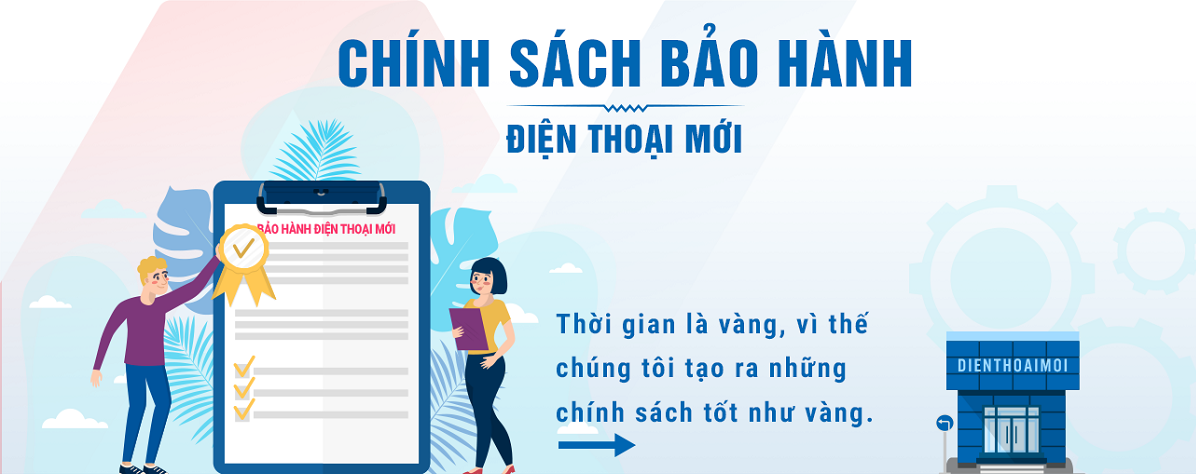 CHÍNH SÁCH BẢO HÀNH
ĐIỆN THOẠI MỚI
BẢO HÀNH ĐIỆN THOẠI MỚI
Thời gian là vàng, vì thế
chúng tôi tạo ra những
chính sách tốt như vàng.
DIENTHOAIMOI